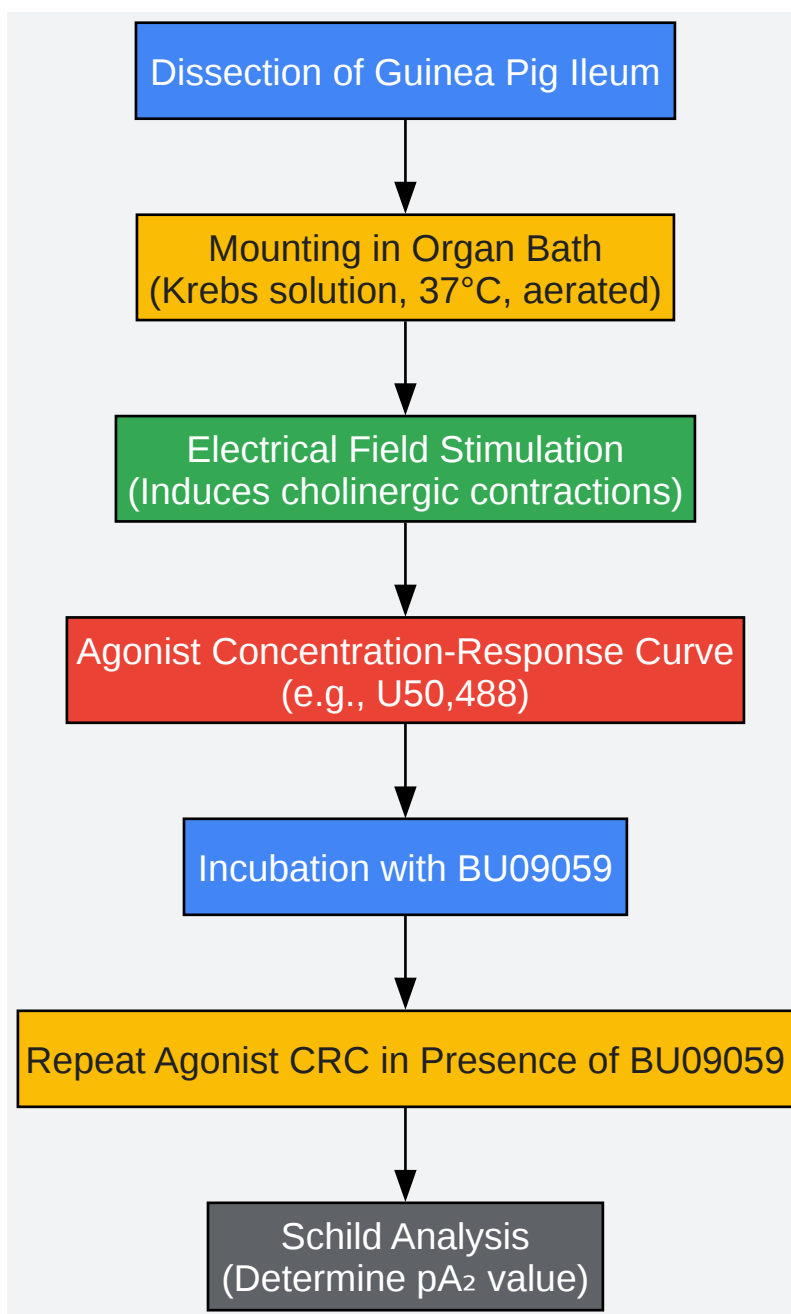 Dissection of Guinea Pig Ileum
Mounting in Organ Bath
(Krebs solution, 37°C, aerated)
Electrical Field Stimulation
(Induces cholinergic contractions)
Agonist Concentration-Response Curve
(e.g., U50,488)
Incubation with BU09059
Repeat Agonist CRC in Presence of BU09059
Schild Analysis
(Determine pA₂ value)